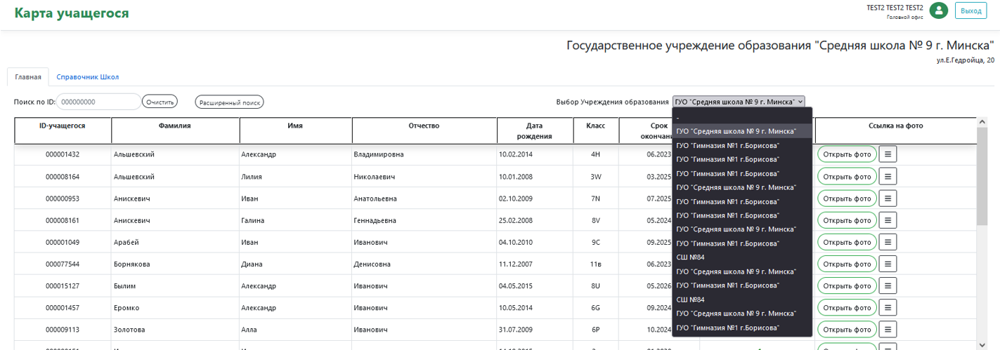 Карта учащегося
TEST2 TEST2 TEST2
Головной офис
Выход
Государственное учреждение образования "Средняя школа № 9 г. Минска"
ул.Е.Гедройца, 20
Главная Справочник Школ
Поиск по ID: 000000000 Очистить Расширенный поиск Выбор Учреждения образования ГУО "Средняя школа № 9 г. Минска"
-
ГУО "Средняя школа № 9 г. Минска"
ГУО "Гимназия №1 г.Борисова"
ГУО "Гимназия №1 г.Борисова"
ГУО "Гимназия №1 г.Борисова"
ГУО "Средняя школа № 9 г. Минска"
ГУО "Гимназия №1 г.Борисова"
ГУО "Гимназия №1 г.Борисова"
ГУО "Средняя школа № 9 г. Минска"
ГУО "Гимназия №1 г.Борисова"
СШ №84
ГУО "Средняя школа № 9 г. Минска"
ГУО "Гимназия №1 г.Борисова"
СШ №84
ГУО "Средняя школа № 9 г. Минска"
ГУО "Гимназия №1 г.Борисова"
ID-учащегося Фамилия Имя Отчество Дата рождения Класс Срок окончани Ссылка на фото
000001432 Альшевский Александр Владимировна 10.02.2014 4H 06.2023 Открыть фото
000008164 Альшевский Лилия Николаевич 10.01.2008 3W 03.2025 Открыть фото
000000953 Анискевич Иван Анатольевна 02.10.2009 7N 07.2025 Открыть фото
000008161 Анискевич Галина Геннадьевна 25.02.2008 8V 05.2024 Открыть фото
000001049 Арабей Иван Иванович 04.10.2010 9C 09.2025 Открыть фото
000077544 Борнякова Диана Денисовна 11.12.2007 11в 06.2023 Открыть фото
000015127 Былим Александр Иванович 04.05.2015 8U 05.2026 Открыть фото
000001457 Еромко Александр Иванович 10.05.2014 6G 09.2024 Открыть фото
000009113 Золотова Алла Иванович 31.07.2009 6P 10.2024 Открыть фото